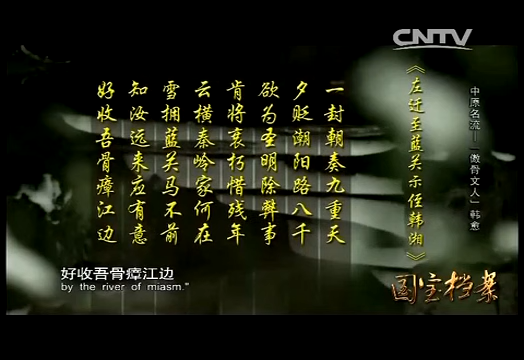 CNTV
中原名流——“傲骨文人”韩愈
《左迁至蓝关示侄韩湘》
一封朝奏九重天
夕贬潮阳路八千
欲为圣明除弊事
肯将衰朽惜残年
云横秦岭家何在
雪拥蓝关马不前
知汝远来应有意
好收吾骨瘴江边
国宝档案
好收吾骨瘴江边
by the river of miasm."